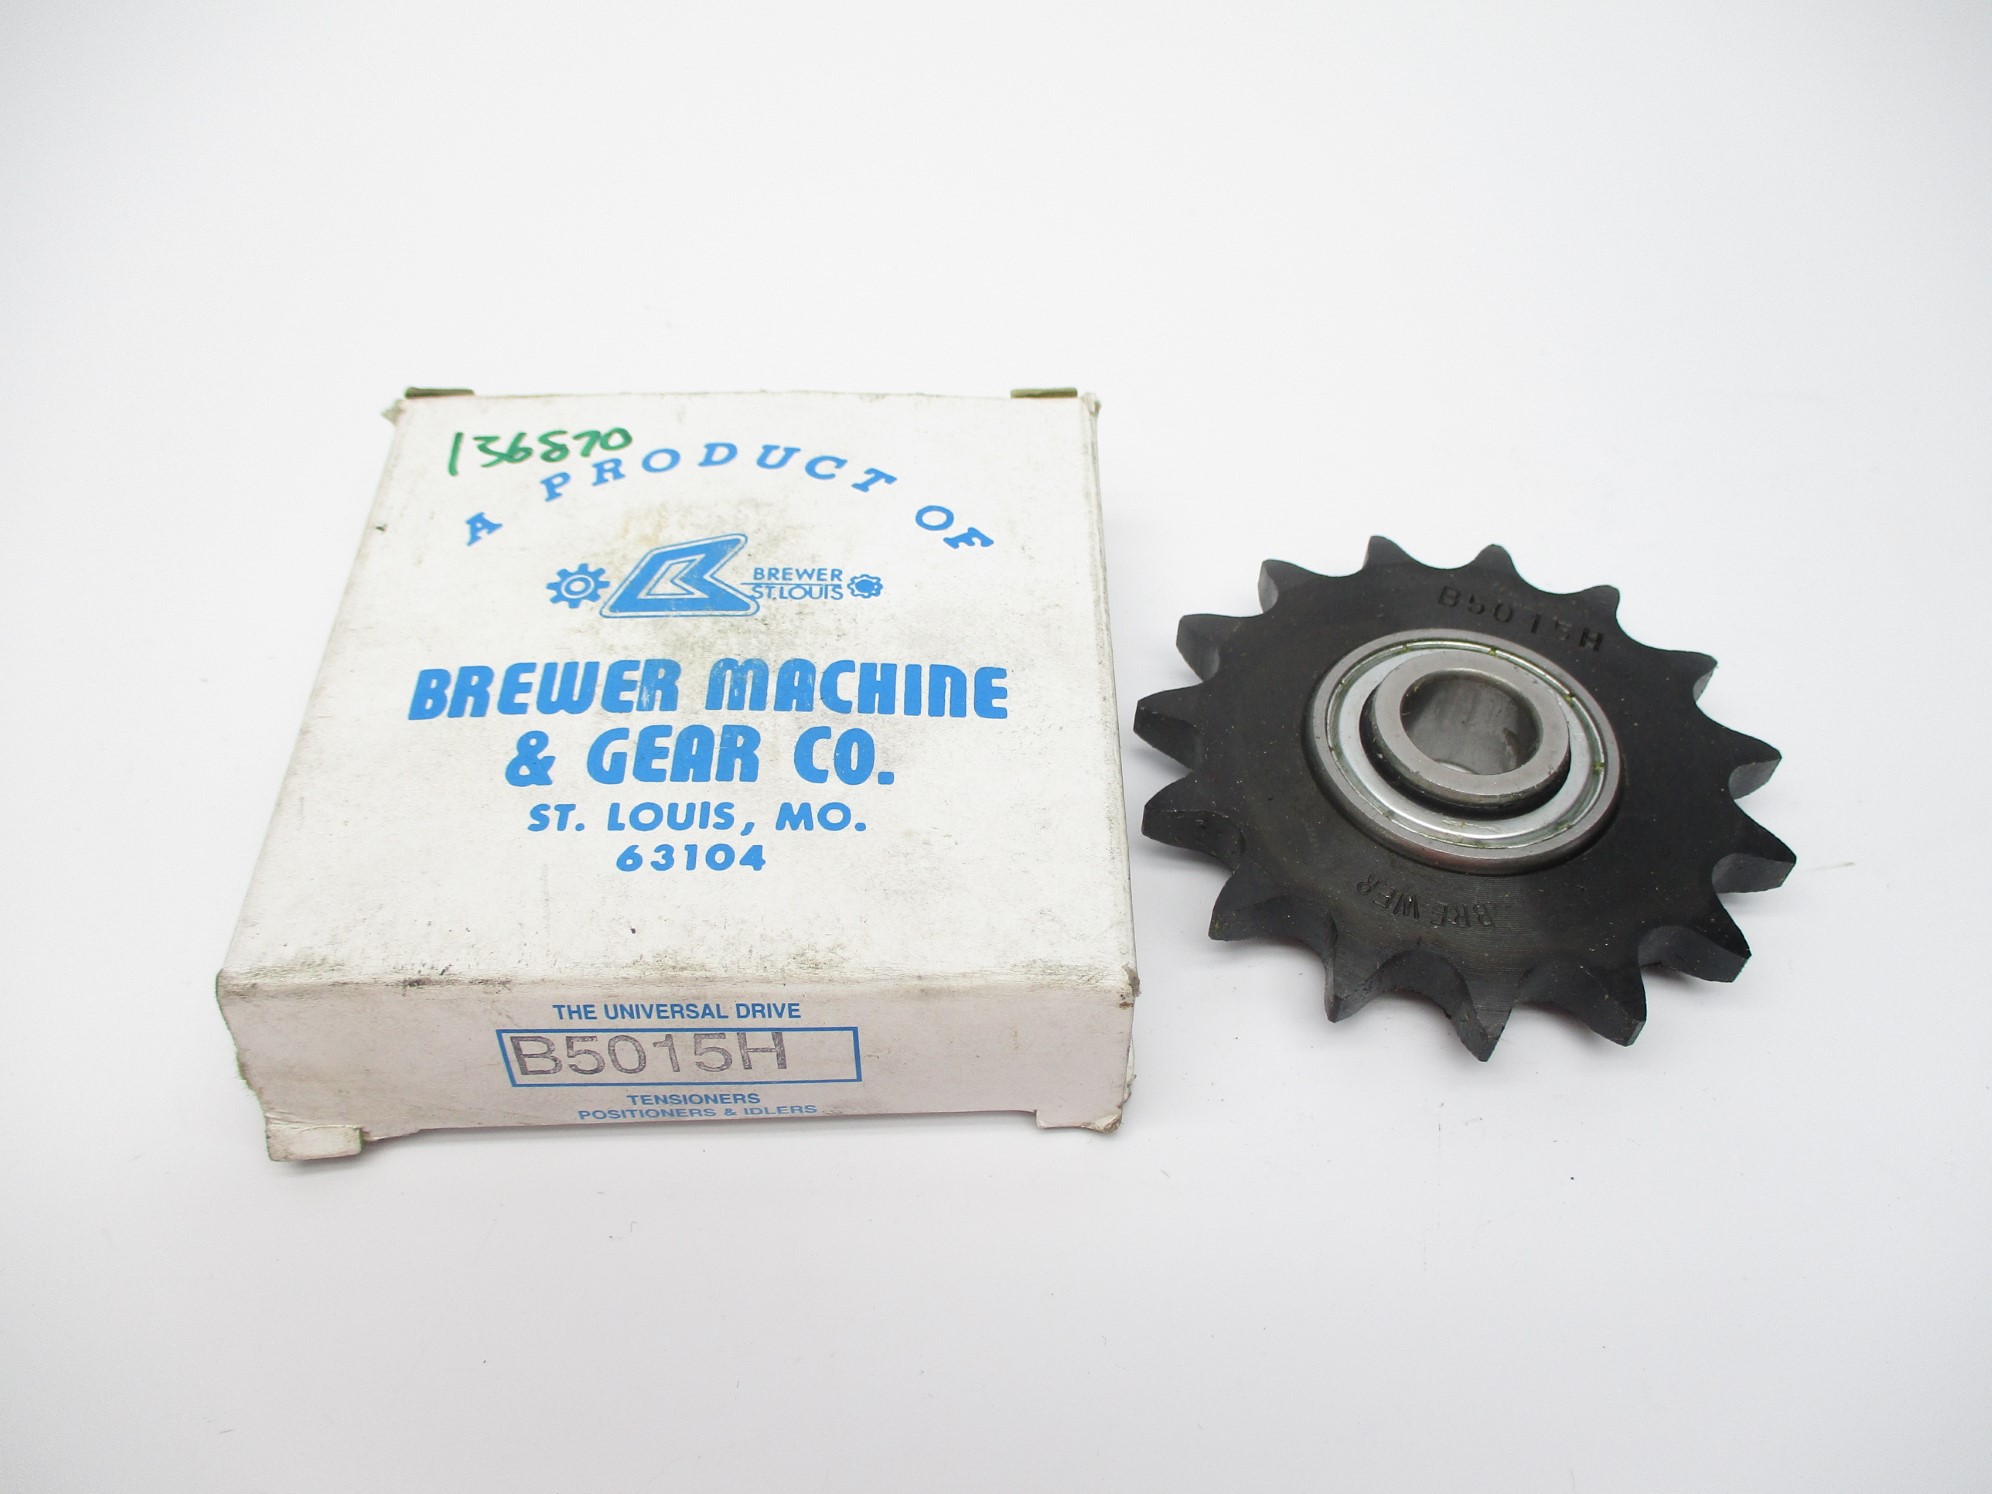 136870
A PRODUCT OF
BREWER
ST.LOUIS
BREWER MACHINE
& GEAR CO.
ST. LOUIS, MO.
63104
THE UNIVERSAL DRIVE
B5015H
TENSIONERS
POSITIONERS & IDLERS
B5015H
BREWER